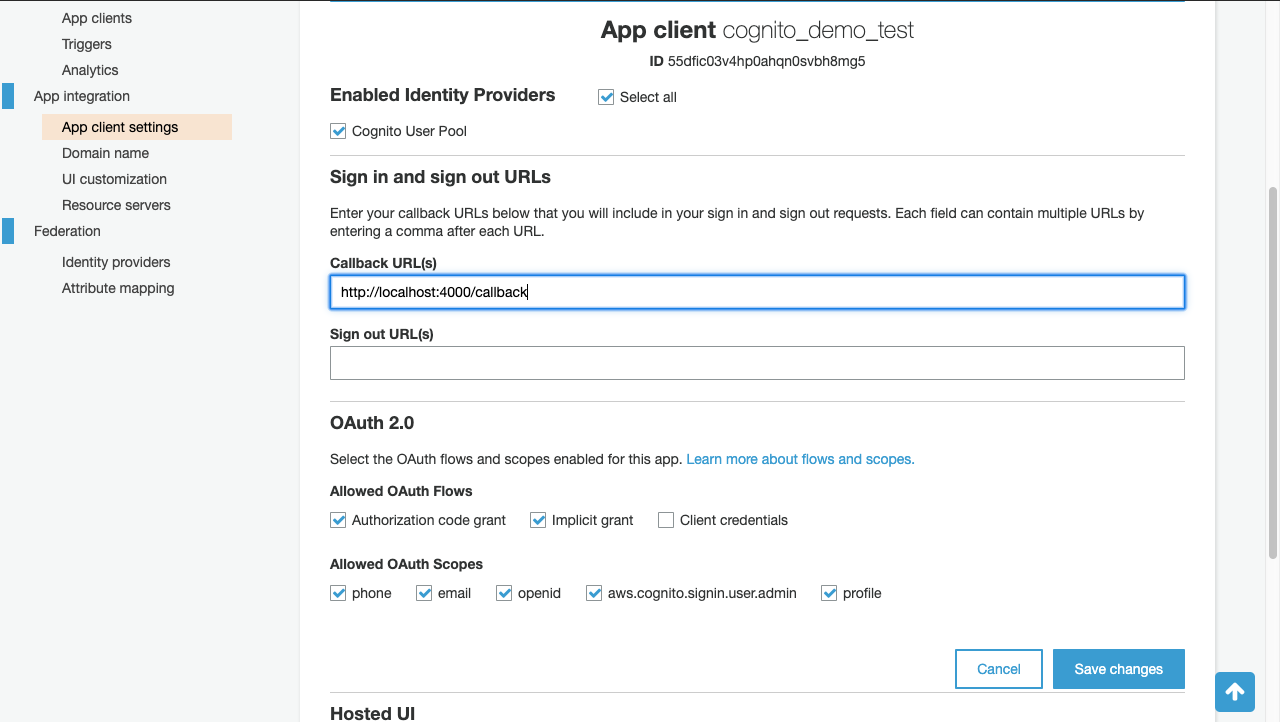 App clients
Triggers
Analytics
App integration
App client settings
Domain name
UI customization
Resource servers
Federation
Identity providers
Attribute mapping
App client cognito_demo_test
ID 55dfic03v4hp0ahqn0svbh8mg5
Enabled Identity Providers Select all
Cognito User Pool
Sign in and sign out URLs
Enter your callback URLs below that you will include in your sign in and sign out requests. Each field can contain multiple URLs by
entering a comma after each URL.
Callback URL(s)
http://localhost:4000/callback
Sign out URL(s)
OAuth 2.0
Select the OAuth flows and scopes enabled for this app. Learn more about flows and scopes.
Allowed OAuth Flows
Authorization code grant Implicit grant Client credentials
Allowed OAuth Scopes
phone email openid aws.cognito.signin.user.admin profile
Cancel Save changes
Hosted UI